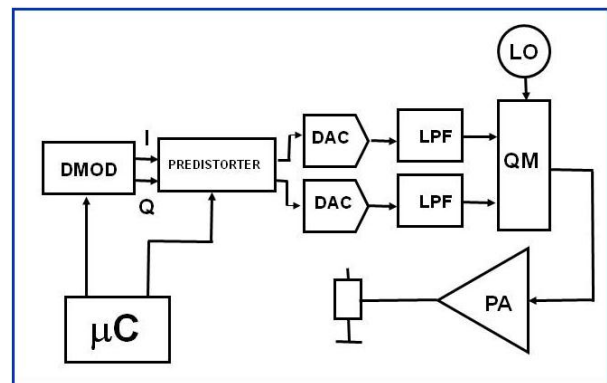 LO
I
DMOD
Q
PREDISTORTER
DAC
LPF
DAC
LPF
QM
μC
PA